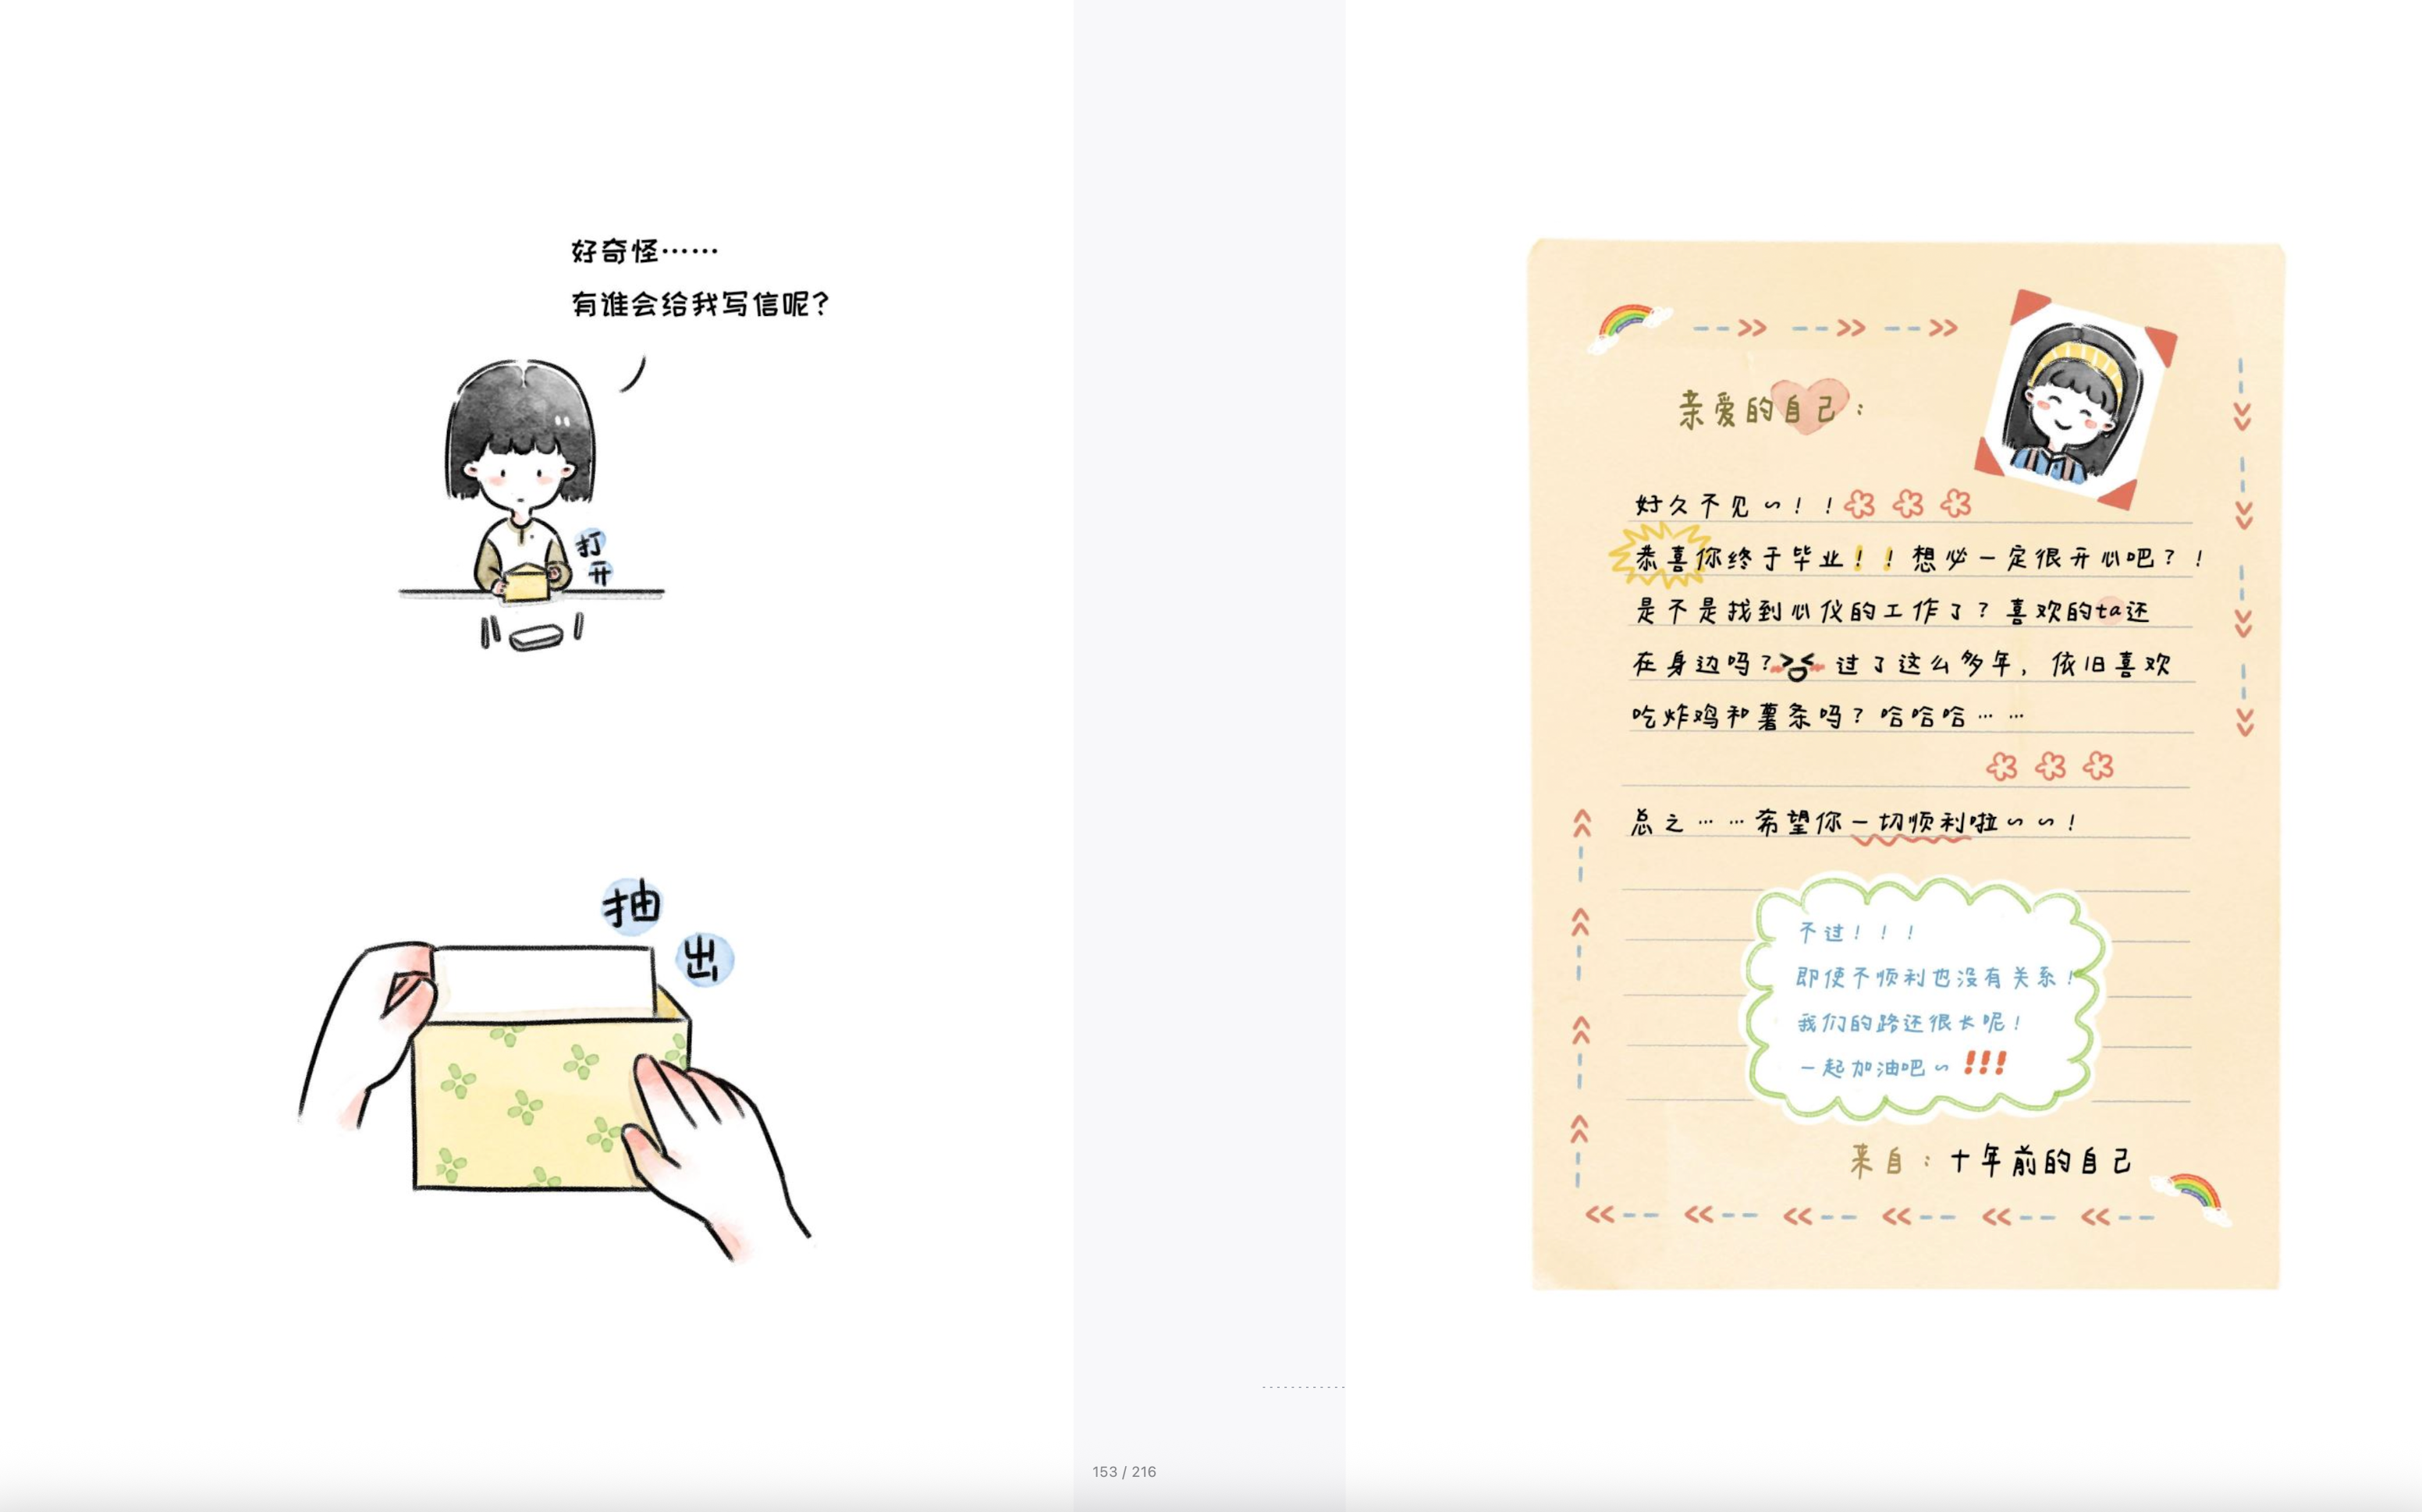 好奇怪……
有谁会给我写信呢？
打
开
抽
出
153 / 216
亲爱的自己：
好久不见~！！
恭喜你终于毕业！！想必一定很开心吧？！
是不是找到心仪的工作了？喜欢的ta还
在身边吗？过了这么多年，依旧喜欢
吃炸鸡和薯条吗？哈哈哈……
总之……希望你一切顺利啦~~！
不过！！！
即使不顺利也没有关系！
我们的路还很长呢！
一起加油吧~!!!
来自：十年前的自己